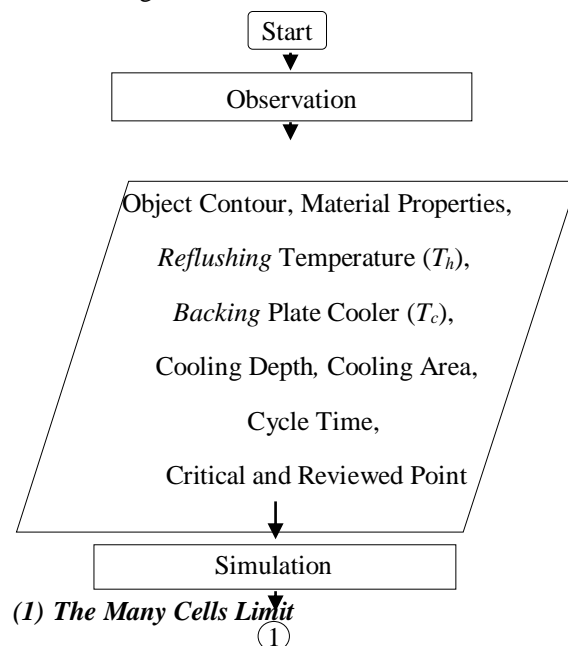 Start
Observation
Object Contour, Material Properties,
Reflushing Temperature (Th),
Backing Plate Cooler (Tc),
Cooling Depth, Cooling Area,
Cycle Time,
Critical and Reviewed Point
Simulation
(1) The Many Cells Limit
1